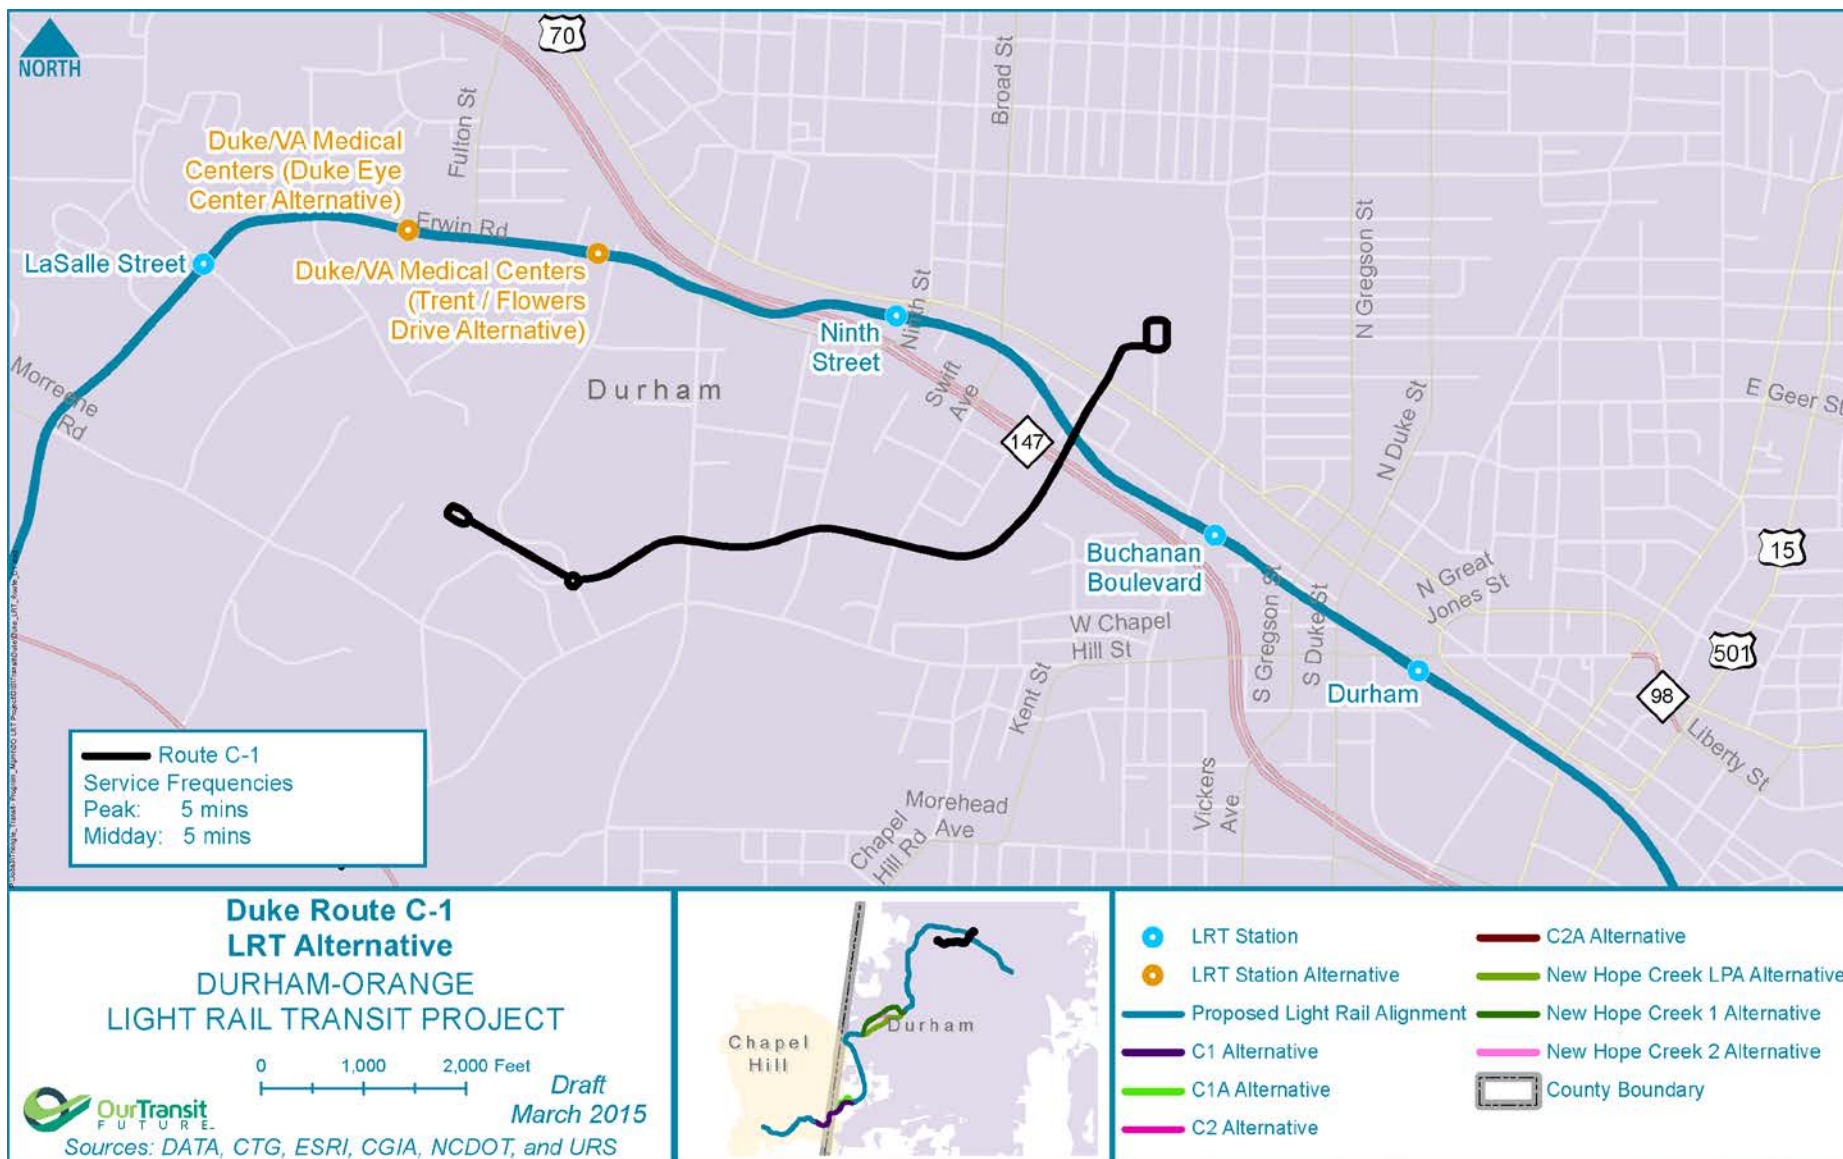 NORTH
70
Broad St
Fulton St
Duke/VA Medical
Centers (Duke Eye
Center Alternative)
Erwin Rd
LaSalle Street
Duke/VA Medical Centers
(Trent / Flowers
Drive Alternative)
Ninth St
Ninth
Street
N Gregson St
Swift
Ave
Durham
Morreene
Rd
147
E Geer St
N Duke St
15
Buchanan
Boulevard
N Great
Jones St
W Chapel
Hill St
S Gregson St
S Duke St
501
98
Kent St
Durham
Liberty St
Vickers
Ave
Morehead
Ave
Chapel
Hill Rd
Route C-1
Service Frequencies
Peak: 5 mins
Midday: 5 mins
Duke Route C-1
LRT Alternative
DURHAM-ORANGE
LIGHT RAIL TRANSIT PROJECT
0 1,000 2,000 Feet
Draft
March 2015
OurTransit
FUTURE
Sources: DATA, CTG, ESRI, CGIA, NCDOT, and URS
Chapel
Hill
Durham
LRT Station
LRT Station Alternative
Proposed Light Rail Alignment
C1 Alternative
C1A Alternative
C2 Alternative
C2A Alternative
New Hope Creek LPA Alternative
New Hope Creek 1 Alternative
New Hope Creek 2 Alternative
County Boundary